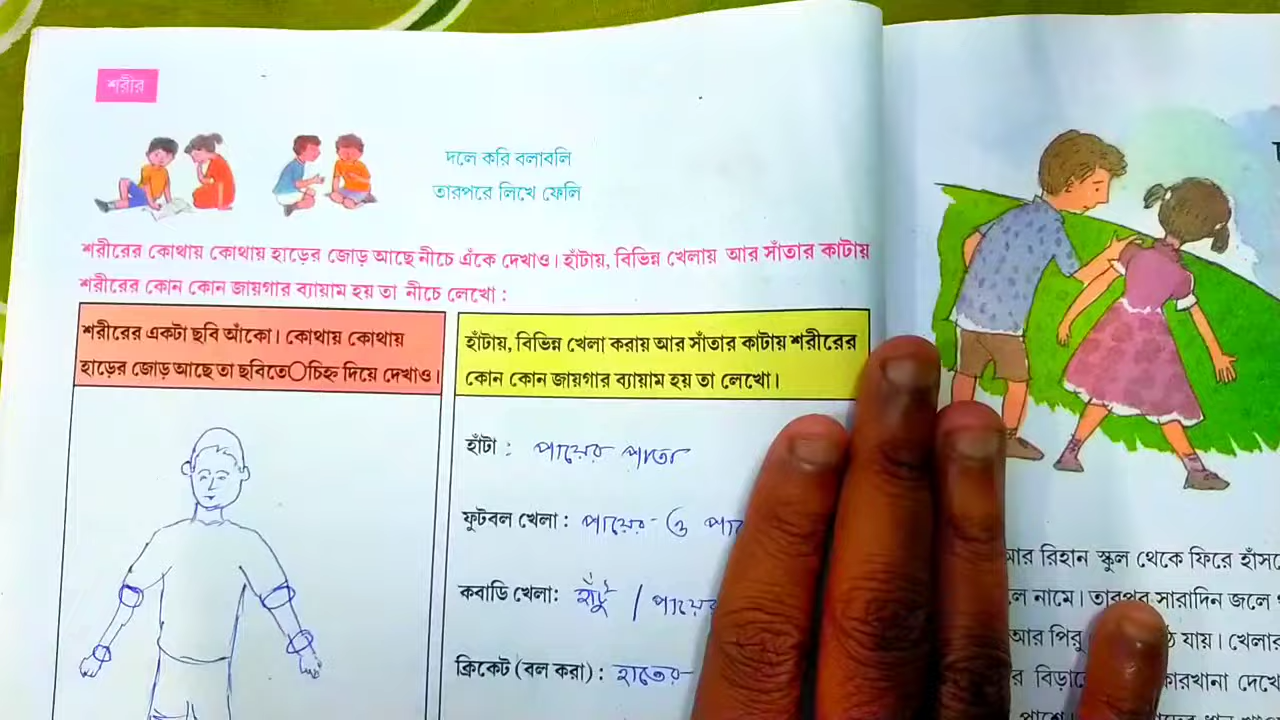 শরীর
দলে করি বলাবলি
তারপরে লিখে ফেলি
শরীরের কোথায় কোথায় হাড়ের জোড় আছে নীচে এঁকে দেখাও। হাঁটায়, বিভিন্ন খেলায় আর সাঁতার কাটায়
শরীরের কোন কোন জায়গার ব্যায়াম হয় তা নীচে লেখো :
শরীরের একটা ছবি আঁকো। কোথায় কোথায়
হাড়ের জোড় আছে তা ছবিতে○চিহ্ন দিয়ে দেখাও।
হাঁটায়, বিভিন্ন খেলা করায় আর সাঁতার কাটায় শরীরের
কোন কোন জায়গার ব্যায়াম হয় তা লেখো।
হাঁটা : পায়ের পাতা
ফুটবল খেলা : পায়ের ও
কবাডি খেলা: হাঁটু / পায়ের
ক্রিকেট (বল করা) : হাতের
আর রিহান স্কুল থেকে ফিরে
নামে। তারপর সারাদিন জলে
আর পিরু যায়। খেলার
কারখানা দেখে